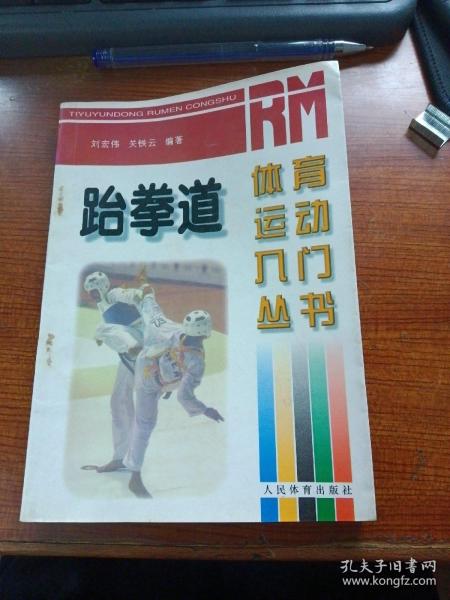 TIYUYUNDONG RUMEN CONGSHU
RM
刘宏伟 关铁云 编著
跆拳道
体育
运动
入门
丛书
人民体育出版社
孔夫子旧书网
www.kongfz.com